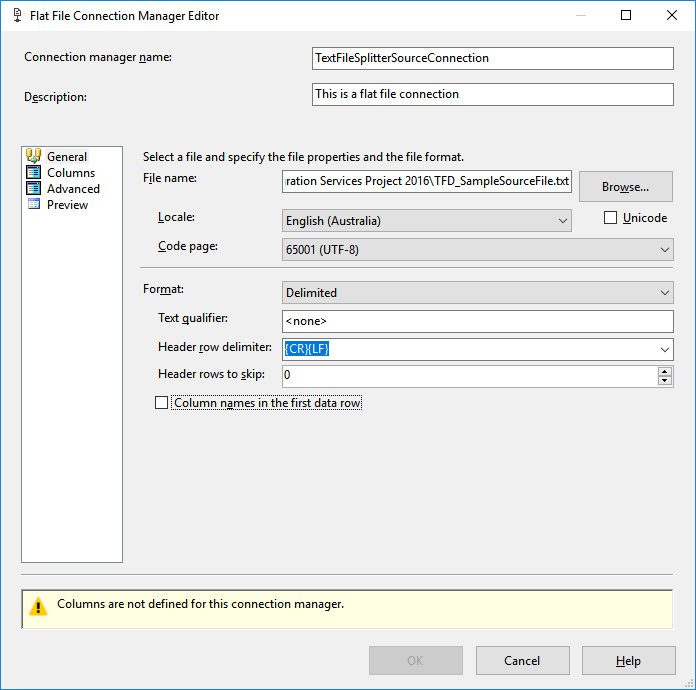 Flat File Connection Manager Editor
Connection manager name: TextFileSplitterSourceConnection
Description: This is a flat file connection
General
Columns
Advanced
Preview
Select a file and specify the file properties and the file format.
File name: ration Services Project 2016\TFD_SampleSourceFile.txt Browse...
Locale: English (Australia) Unicode
Code page: 65001 (UTF-8)
Format: Delimited
Text qualifier: <none>
Header row delimiter: {CR}{LF}
Header rows to skip: 0
Column names in the first data row
Columns are not defined for this connection manager.
OK Cancel Help